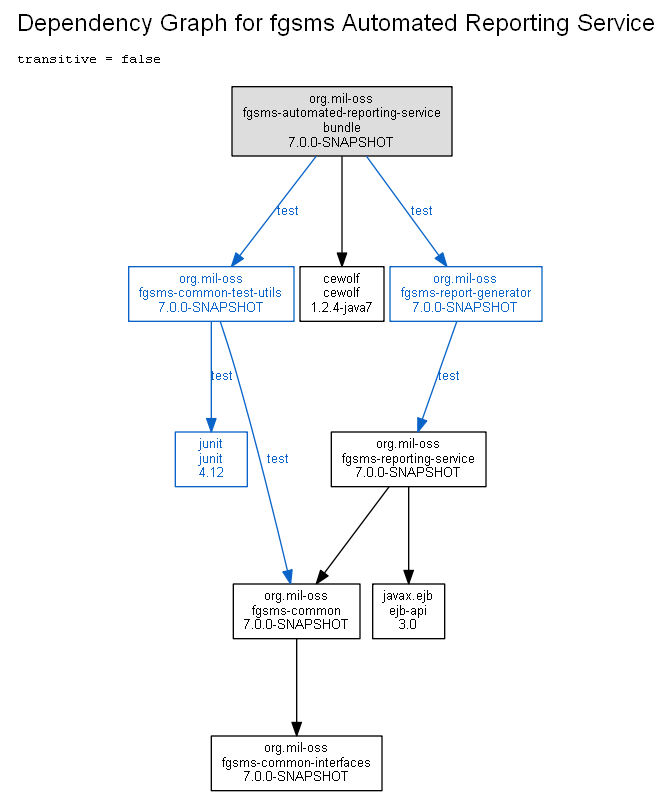 Dependency Graph for fgsms Automated Reporting Service
transitive = false
org.mil-oss
fgsms-automated-reporting-service
bundle
7.0.0-SNAPSHOT
test
test
org.mil-oss
fgsms-common-test-utils
7.0.0-SNAPSHOT
cewolf
cewolf
1.2.4-java7
org.mil-oss
fgsms-report-generator
7.0.0-SNAPSHOT
test
test
junit
junit
4.12
test
org.mil-oss
fgsms-reporting-service
7.0.0-SNAPSHOT
org.mil-oss
fgsms-common
7.0.0-SNAPSHOT
javax.ejb
ejb-api
3.0
org.mil-oss
fgsms-common-interfaces
7.0.0-SNAPSHOT